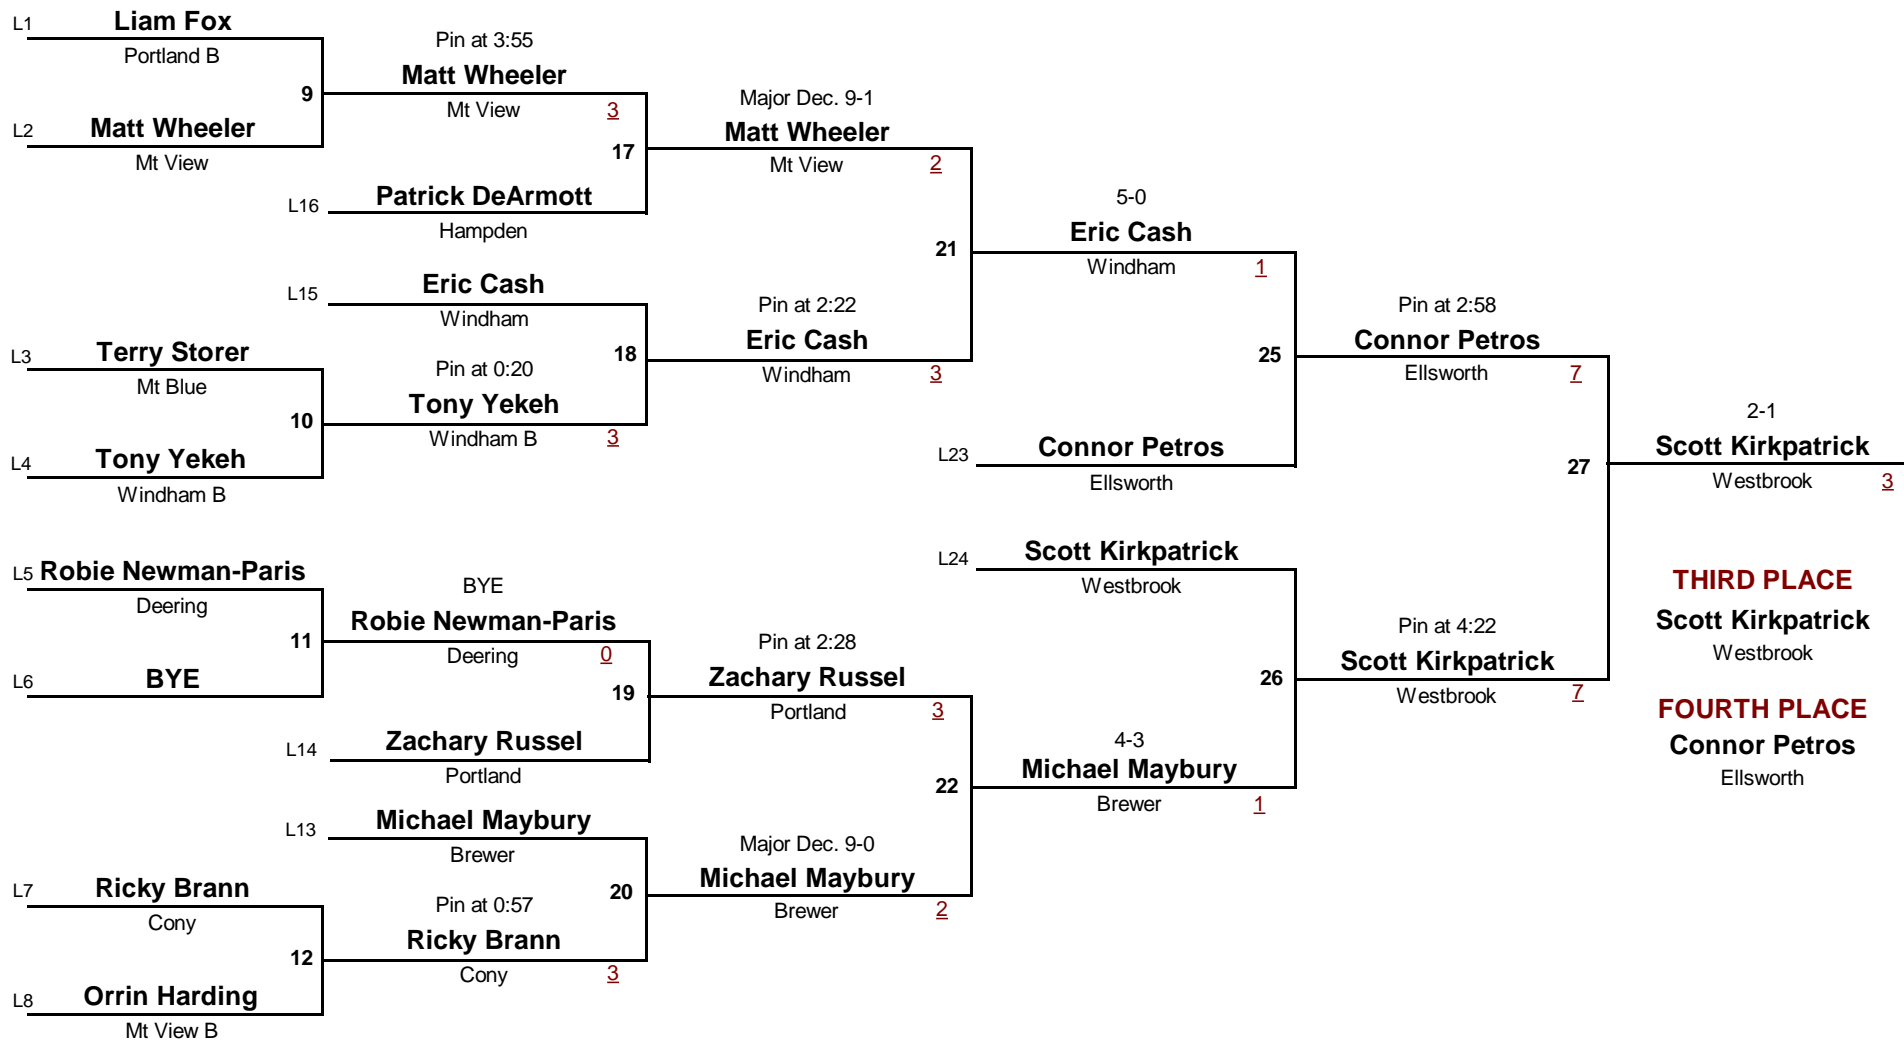 L1 Liam Fox
Portland B
9
L2 Matt Wheeler
Mt View
Pin at 3:55
Matt Wheeler
Mt View 3
17
L16 Patrick DeArmott
Hampden
Major Dec. 9-1
Matt Wheeler
Mt View 2
21
L15 Eric Cash
Windham
18
L3 Terry Storer
Mt Blue
10
L4 Tony Yekeh
Windham B
Pin at 0:20
Tony Yekeh
Windham B 3
Pin at 2:22
Eric Cash
Windham 3
5-0
Eric Cash
Windham 1
25
L23 Connor Petros
Ellsworth
Pin at 2:58
Connor Petros
Ellsworth 7
27
2-1
Scott Kirkpatrick
Westbrook 3
L5 Robie Newman-Paris
Deering
11
L6 BYE
BYE
Robie Newman-Paris
Deering 0
19
L14 Zachary Russel
Portland
Pin at 2:28
Zachary Russel
Portland 3
22
L13 Michael Maybury
Brewer
20
L7 Ricky Brann
Cony
12
L8 Orrin Harding
Mt View B
Pin at 0:57
Ricky Brann
Cony 3
Major Dec. 9-0
Michael Maybury
Brewer 2
4-3
Michael Maybury
Brewer 1
L24 Scott Kirkpatrick
Westbrook
26
Pin at 4:22
Scott Kirkpatrick
Westbrook 7
THIRD PLACE
Scott Kirkpatrick
Westbrook
FOURTH PLACE
Connor Petros
Ellsworth